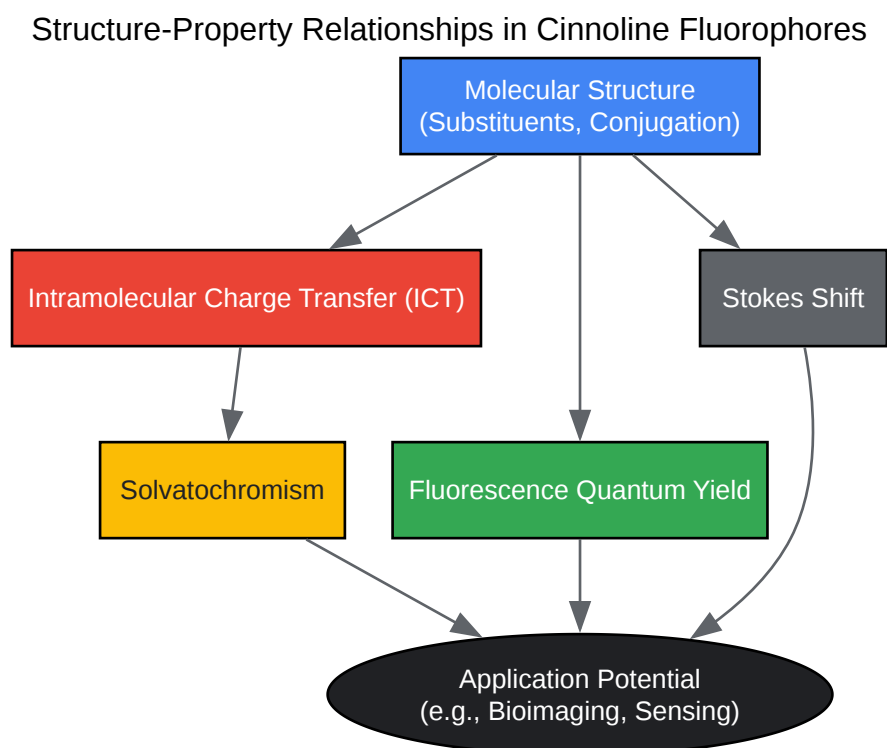 Structure-Property Relationships in Cinnoline Fluorophores
Molecular Structure
(Substituents, Conjugation)
Intramolecular Charge Transfer (ICT)
Stokes Shift
Solvatochromism
Fluorescence Quantum Yield
Application Potential
(e.g., Bioimaging, Sensing)